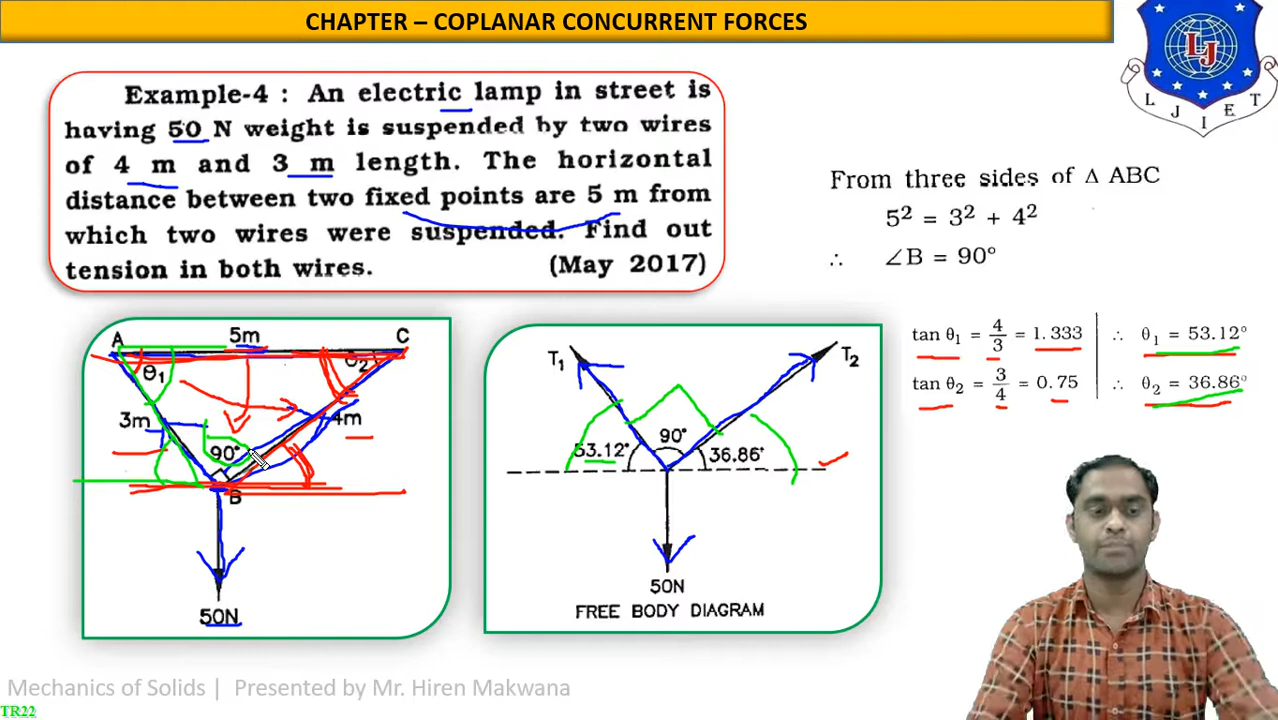 CHAPTER – COPLANAR CONCURRENT FORCES
LJ
L J I E T
Example-4 : An electric lamp in street is
having 50 N weight is suspended by two wires
of 4 m and 3 m length. The horizontal
distance between two fixed points are 5 m from
which two wires were suspended. Find out
tension in both wires. (May 2017)
From three sides of Δ ABC
5² = 3² + 4²
∴ ∠B = 90°
tan θ₁ = 4/3 = 1.333 ∴ θ₁ = 53.12°
tan θ₂ = 3/4 = 0.75 ∴ θ₂ = 36.86°
A 5m C
θ₁ θ₂
3m 4m
90°
B
50N
T₁ T₂
53.12° 90° 36.86°
50N
FREE BODY DIAGRAM
Mechanics of Solids | Presented by Mr. Hiren Makwana
TR22